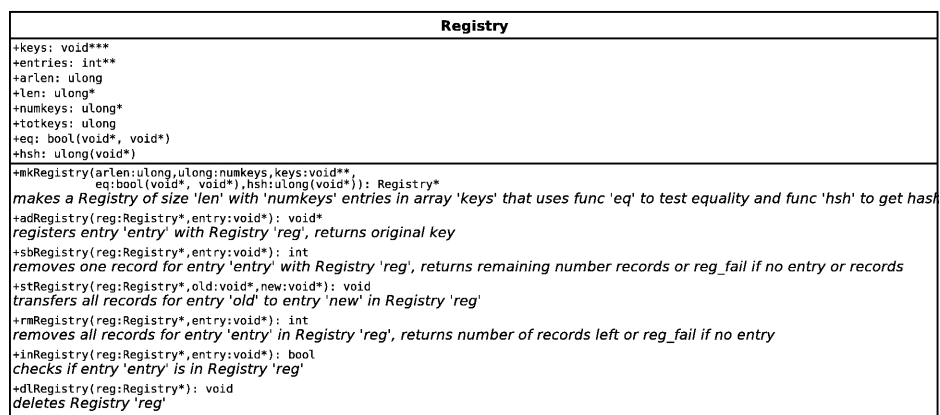 Registry
+keys: void***
+entries: int**
+arlen: ulong
+len: ulong*
+numkeys: ulong*
+totkeys: ulong
+eq: bool(void*, void*)
+hsh: ulong(void*)
+mkRegistry(arlen:ulong,ulong:numkeys,keys:void**,
eq:bool(void*, void*),hsh:ulong(void*)): Registry*
makes a Registry of size 'len' with 'numkeys' entries in array 'keys' that uses func 'eq' to test equality and func 'hsh' to get hash
+adRegistry(reg:Registry*,entry:void*): void*
registers entry 'entry' with Registry 'reg', returns original key
+sbRegistry(reg:Registry*,entry:void*): int
removes one record for entry 'entry' with Registry 'reg', returns remaining number records or reg_fail if no entry or records
+stRegistry(reg:Registry*,old:void*,new:void*): void
transfers all records for entry 'old' to entry 'new' in Registry 'reg'
+rmRegistry(reg:Registry*,entry:void*): int
removes all records for entry 'entry' in Registry 'reg', returns number of records left or reg_fail if no entry
+inRegistry(reg:Registry*,entry:void*): bool
checks if entry 'entry' is in Registry 'reg'
+dlRegistry(reg:Registry*): void
deletes Registry 'reg'